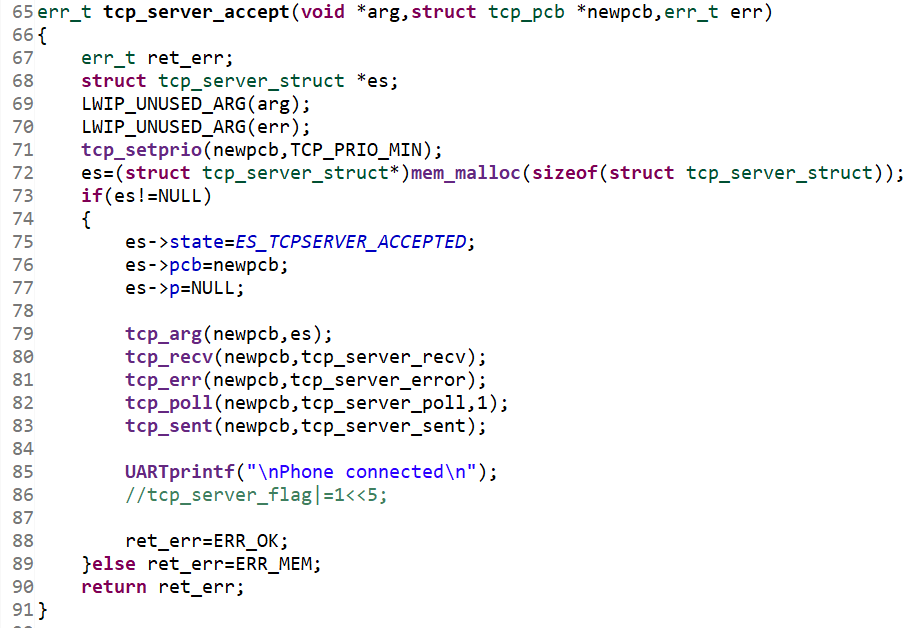 65 err_t tcp_server_accept(void *arg,struct tcp_pcb *newpcb,err_t err)
66 {
67     err_t ret_err;
68     struct tcp_server_struct *es;
69     LWIP_UNUSED_ARG(arg);
70     LWIP_UNUSED_ARG(err);
71     tcp_setprio(newpcb,TCP_PRIO_MIN);
72     es=(struct tcp_server_struct*)mem_malloc(sizeof(struct tcp_server_struct));
73     if(es!=NULL)
74     {
75         es->state=ES_TCPSERVER_ACCEPTED;
76         es->pcb=newpcb;
77         es->p=NULL;
78
79         tcp_arg(newpcb,es);
80         tcp_recv(newpcb,tcp_server_recv);
81         tcp_err(newpcb,tcp_server_error);
82         tcp_poll(newpcb,tcp_server_poll,1);
83         tcp_sent(newpcb,tcp_server_sent);
84
85         UARTprintf("\nPhone connected\n");
86         //tcp_server_flag|=1<<5;
87
88         ret_err=ERR_OK;
89     }else ret_err=ERR_MEM;
90     return ret_err;
91 }